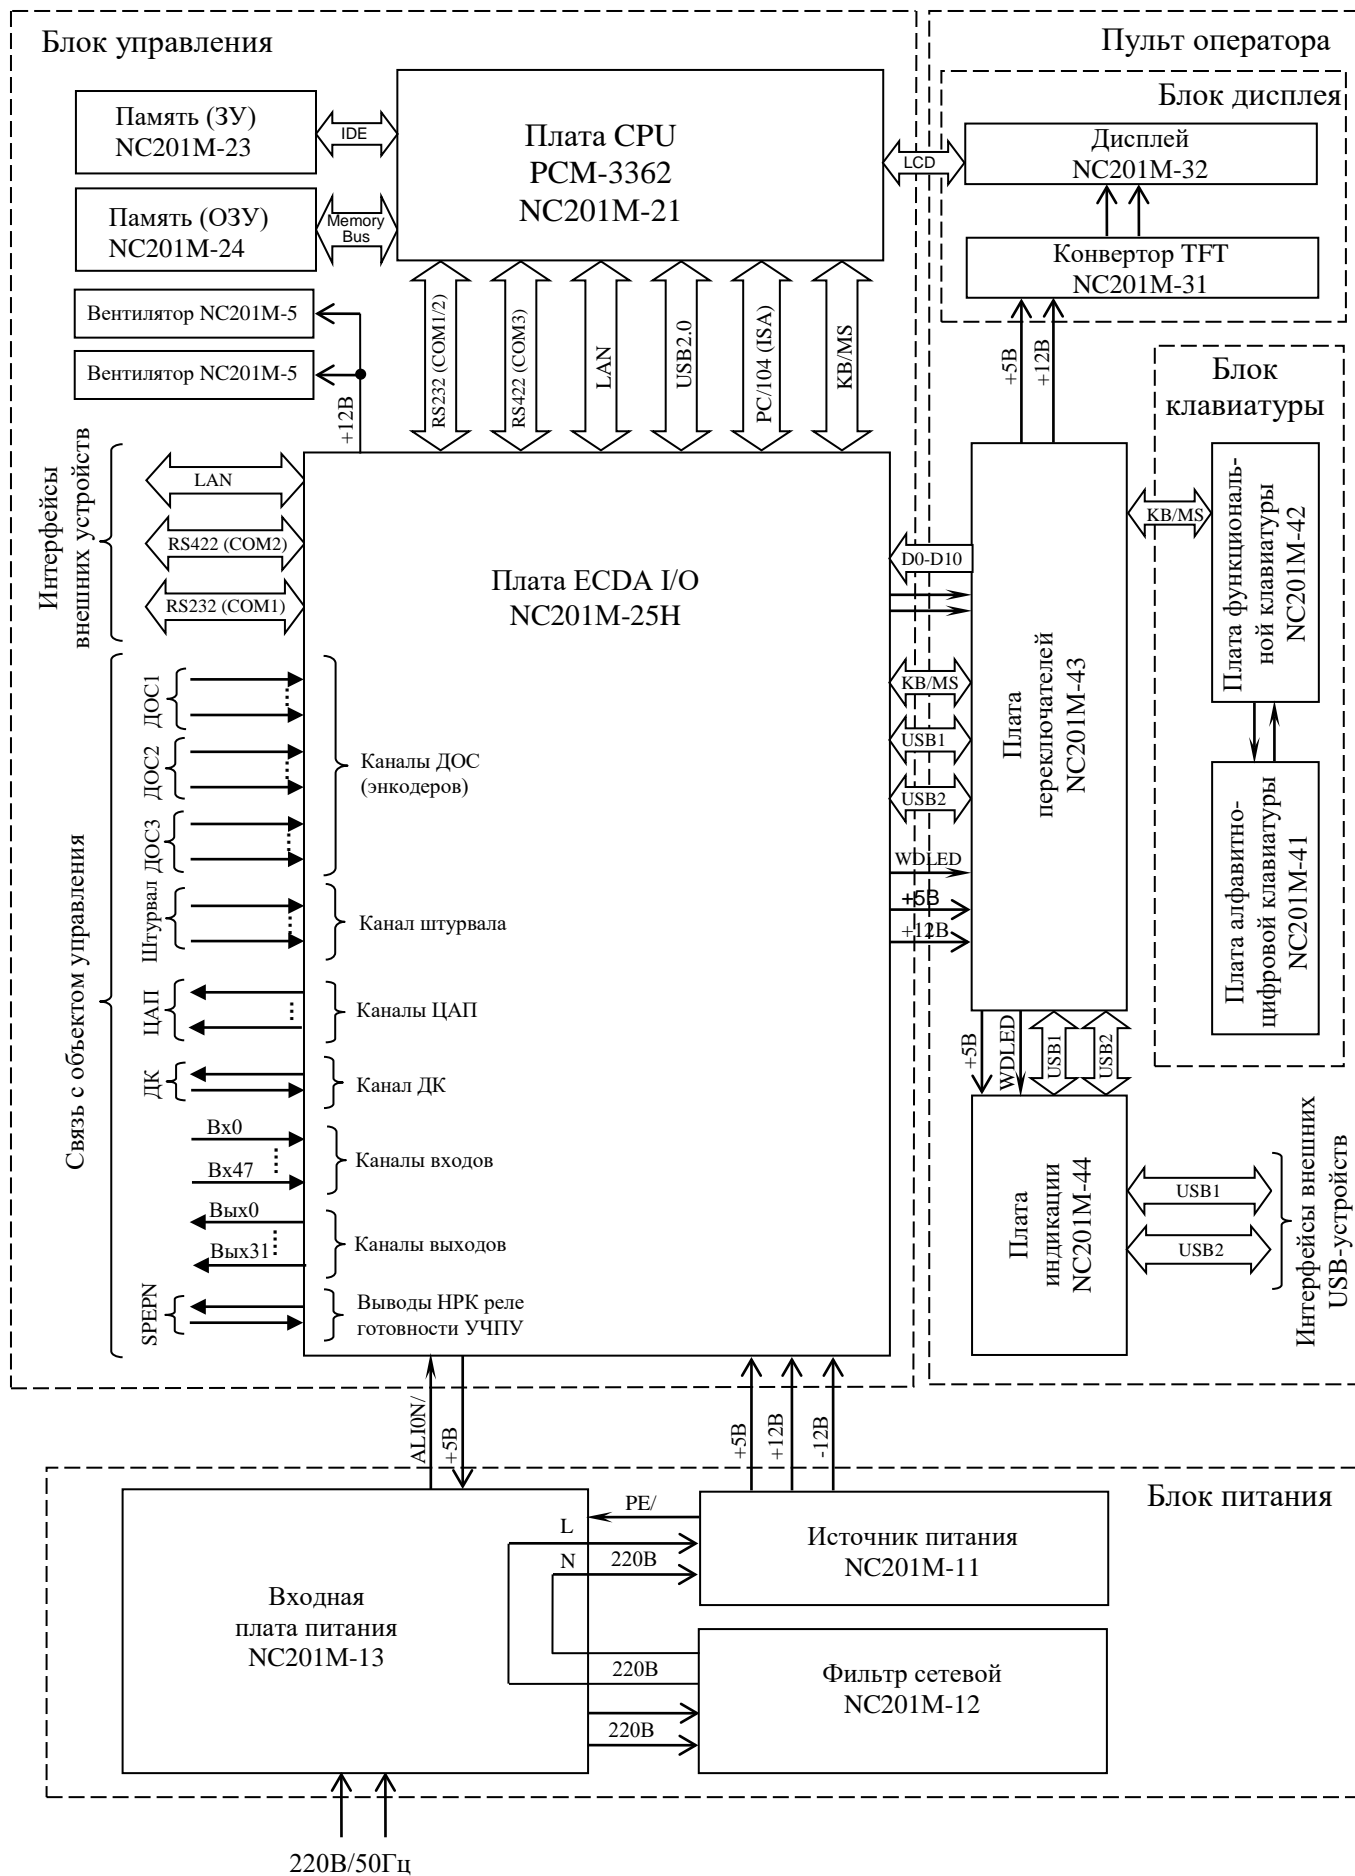 Блок управления
Память (ЗУ)
NC201M-23
IDE
Память (ОЗУ)
NC201M-24
Memory
Bus
Плата CPU
PCM-3362
NC201M-21
Вентилятор NC201M-5
Вентилятор NC201M-5
+12В
RS232 (COM1/2)
RS422 (COM3)
LAN
USB2.0
PC/104 (ISA)
KB/MS
LCD
Пульт оператора
Блок дисплея
Дисплей
NC201M-32
Конвертор TFT
NC201M-31
+5В
+12В
Блок
клавиатуры
Плата функциональ-
ной клавиатуры
NC201M-42
Плата алфавитно-
цифровой клавиатуры
NC201M-41
KB/MS
Интерфейсы
внешних устройств
LAN
RS422 (COM2)
RS232 (COM1)
Плата ECDA I/O
NC201M-25H
D0-D10
KB/MS
USB1
USB2
WDLED
+5В
+12В
Плата
переключателей
NC201M-43
Связь с объектом управления
ДОС1
ДОС2
ДОС3
Каналы ДОС
(энкодеров)
Штурвал
Канал штурвала
ЦАП
Каналы ЦАП
ДК
Канал ДК
Вх0
Вх47
Каналы входов
Вых0
Вых31
Каналы выходов
SPEPN
Выводы НРК реле
готовности УЧПУ
+5В
WDLED
USB1
USB2
Плата
индикации
NC201M-44
USB1
USB2
Интерфейсы внешних
USB-устройств
ALI0N/
+5В
+5В
+12В
-12В
Блок питания
Входная
плата питания
NC201M-13
PE/
L
N
220В
220В
220В
Источник питания
NC201M-11
Фильтр сетевой
NC201M-12
220В/50Гц